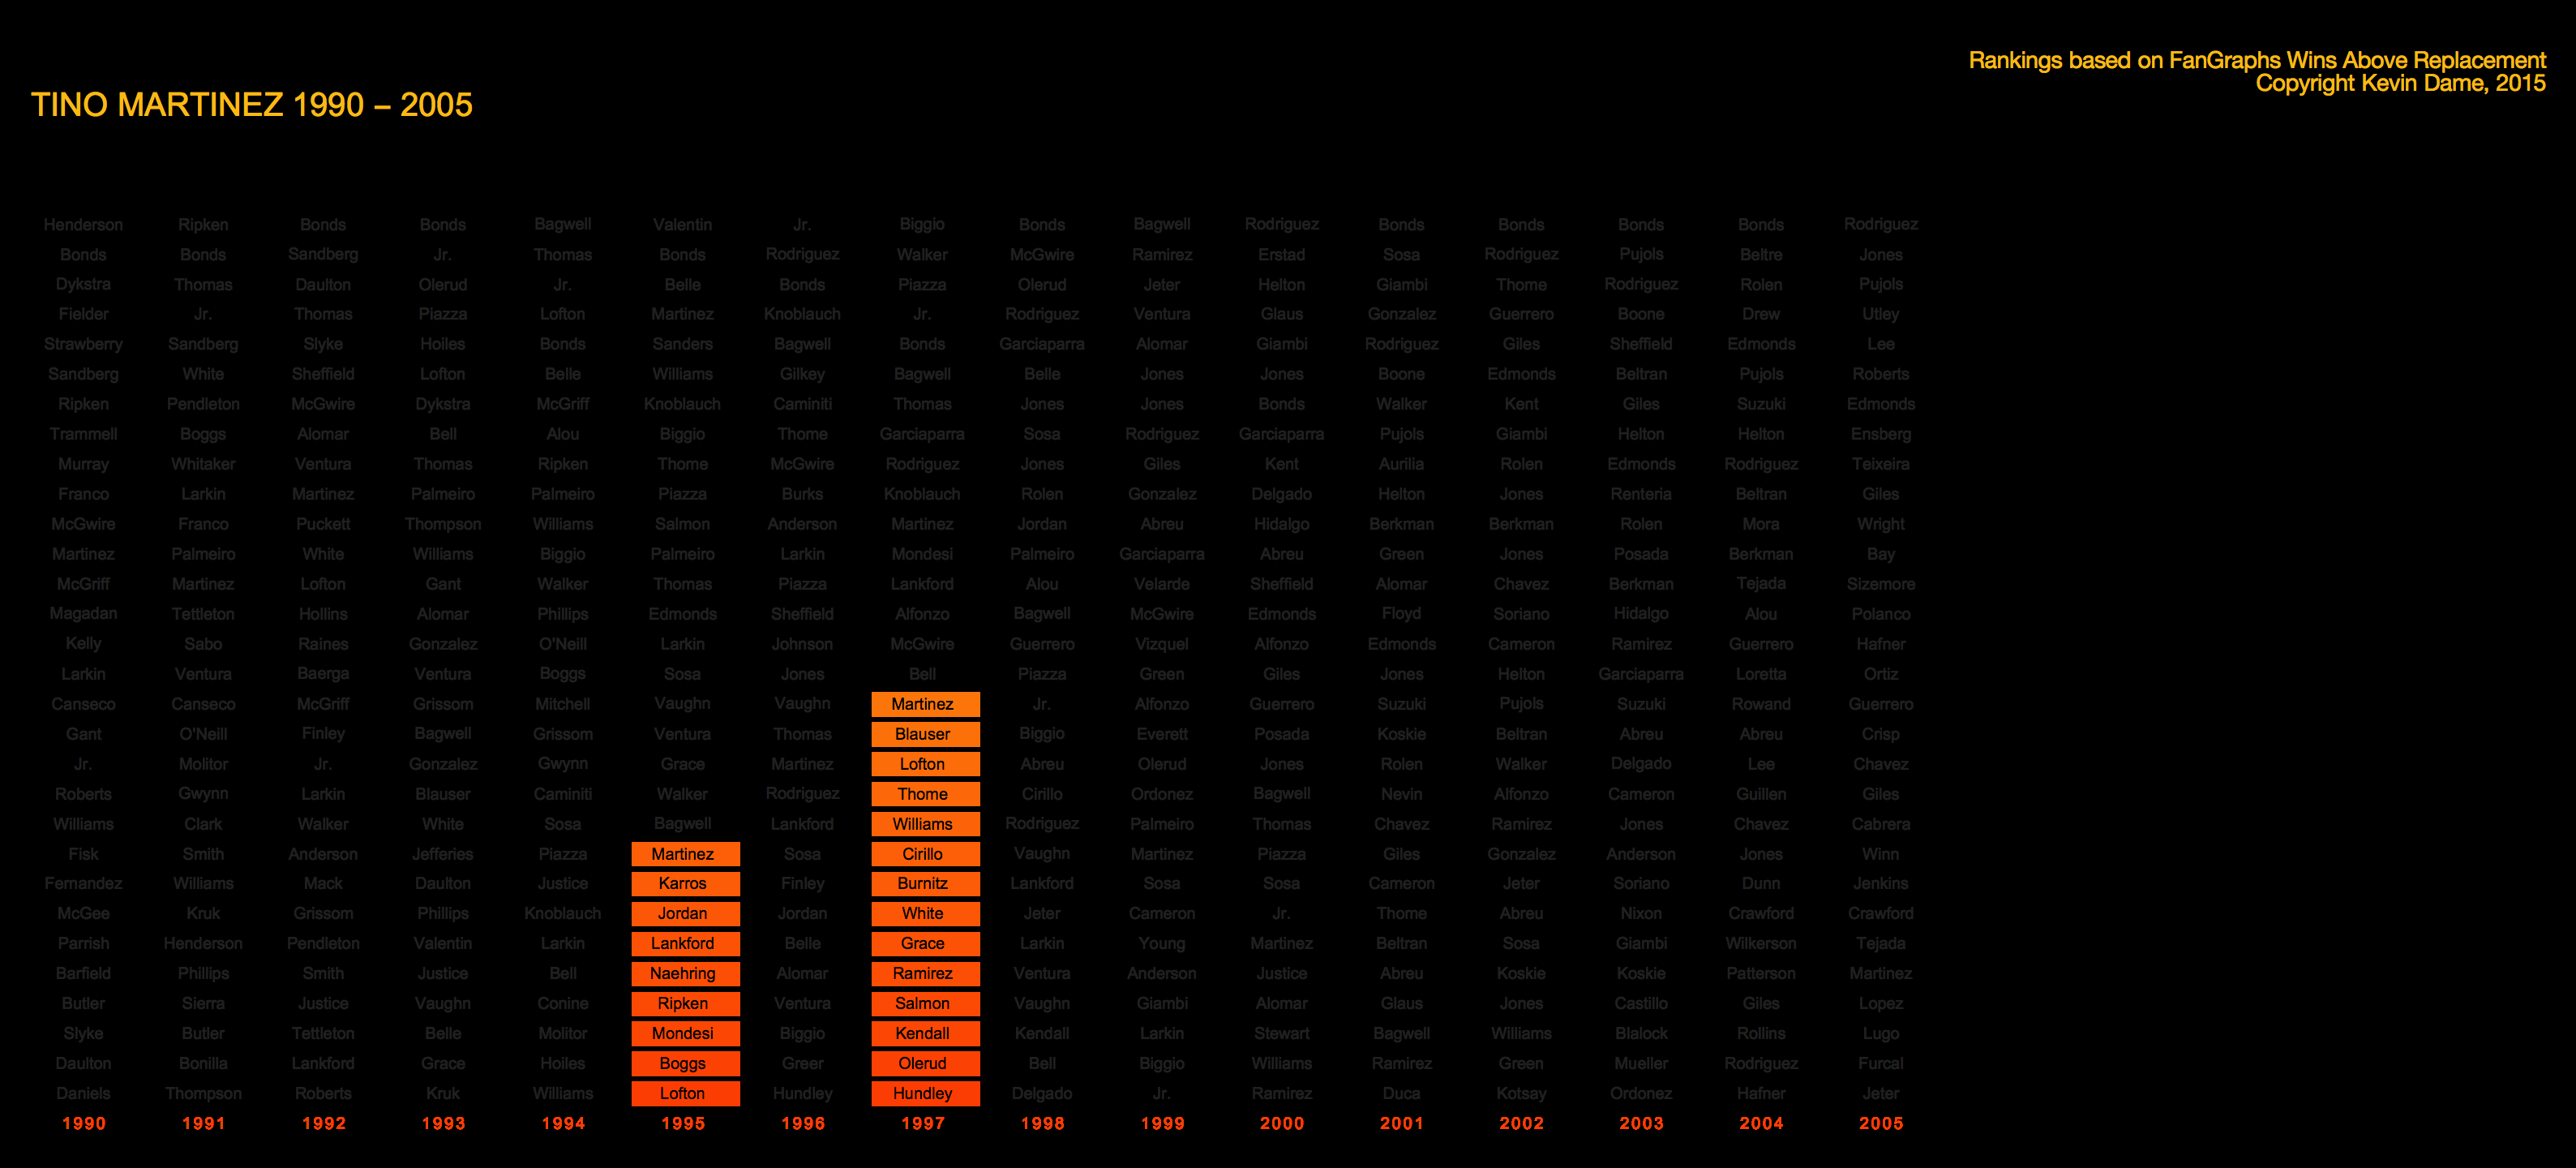 Rankings based on FanGraphs Wins Above Replacement
Copyright Kevin Dame, 2015
TINO MARTINEZ 1990 – 2005
Henderson Ripken Bonds Bonds Bagwell Valentin Jr. Biggio Bonds Bagwell Rodriguez Bonds Bonds Bonds Bonds Rodriguez
Bonds Bonds Sandberg Jr. Thomas Bonds Rodriguez Walker McGwire Ramirez Erstad Sosa Rodriguez Pujols Beltre Jones
Dykstra Thomas Daulton Olerud Jr. Belle Bonds Piazza Olerud Jeter Helton Giambi Thome Rodriguez Rolen Pujols
Fielder Jr. Thomas Piazza Lofton Martinez Knoblauch Jr. Rodriguez Ventura Glaus Gonzalez Guerrero Boone Drew Utley
Strawberry Sandberg Slyke Hoiles Bonds Sanders Bagwell Bonds Garciaparra Alomar Giambi Rodriguez Giles Sheffield Edmonds Lee
Sandberg White Sheffield Lofton Belle Williams Gilkey Bagwell Belle Jones Jones Boone Edmonds Beltran Pujols Roberts
Ripken Pendleton McGwire Dykstra McGriff Knoblauch Caminiti Thomas Jones Jones Bonds Walker Kent Giles Suzuki Edmonds
Trammell Boggs Alomar Bell Alou Biggio Thome Garciaparra Sosa Rodriguez Garciaparra Pujols Giambi Helton Helton Ensberg
Murray Whitaker Ventura Thomas Ripken Thome McGwire Rodriguez Jones Giles Kent Aurilia Rolen Edmonds Rodriguez Teixeira
Franco Larkin Martinez Palmeiro Palmeiro Piazza Burks Knoblauch Rolen Gonzalez Delgado Helton Jones Renteria Beltran Giles
McGwire Franco Puckett Thompson Williams Salmon Anderson Martinez Jordan Abreu Hidalgo Berkman Berkman Rolen Mora Wright
Martinez Palmeiro White Williams Biggio Palmeiro Larkin Mondesi Palmeiro Garciaparra Abreu Green Jones Posada Berkman Bay
McGriff Martinez Lofton Gant Walker Thomas Piazza Lankford Alou Velarde Sheffield Alomar Chavez Berkman Tejada Sizemore
Magadan Tettleton Hollins Alomar Phillips Edmonds Sheffield Alfonzo Bagwell McGwire Edmonds Floyd Soriano Hidalgo Alou Polanco
Kelly Sabo Raines Gonzalez O'Neill Larkin Johnson McGwire Guerrero Vizquel Alfonzo Edmonds Cameron Ramirez Guerrero Hafner
Larkin Ventura Baerga Ventura Boggs Sosa Jones Bell Piazza Green Giles Jones Helton Garciaparra Loretta Ortiz
Canseco Canseco McGriff Grissom Mitchell Vaughn Vaughn Martinez Jr. Alfonzo Guerrero Suzuki Pujols Suzuki Rowand Guerrero
Gant O'Neill Finley Bagwell Grissom Ventura Thomas Blauser Biggio Everett Posada Koskie Beltran Abreu Abreu Crisp
Jr. Molitor Jr. Gonzalez Gwynn Grace Martinez Lofton Abreu Olerud Jones Rolen Walker Delgado Lee Chavez
Roberts Gwynn Larkin Blauser Caminiti Walker Rodriguez Thome Cirillo Ordonez Bagwell Nevin Alfonzo Cameron Guillen Giles
Williams Clark Walker White Sosa Bagwell Lankford Williams Rodriguez Palmeiro Thomas Chavez Ramirez Jones Chavez Cabrera
Fisk Smith Anderson Jefferies Piazza Martinez Sosa Cirillo Vaughn Martinez Piazza Giles Gonzalez Anderson Jones Winn
Fernandez Williams Mack Daulton Justice Karros Finley Burnitz Lankford Sosa Sosa Cameron Jeter Soriano Dunn Jenkins
McGee Kruk Grissom Phillips Knoblauch Jordan Jordan White Jeter Cameron Jr. Thome Abreu Nixon Crawford Crawford
Parrish Henderson Pendleton Valentin Larkin Lankford Belle Grace Larkin Young Martinez Beltran Sosa Giambi Wilkerson Tejada
Barfield Phillips Smith Justice Bell Naehring Alomar Ramirez Ventura Anderson Justice Abreu Koskie Koskie Patterson Martinez
Butler Sierra Justice Vaughn Conine Ripken Ventura Salmon Vaughn Giambi Alomar Glaus Jones Castillo Giles Lopez
Slyke Butler Tettleton Belle Molitor Mondesi Biggio Kendall Kendall Larkin Stewart Bagwell Williams Blalock Rollins Lugo
Daulton Bonilla Lankford Grace Hoiles Boggs Greer Olerud Bell Biggio Williams Ramirez Green Mueller Rodriguez Furcal
Daniels Thompson Roberts Kruk Williams Lofton Hundley Hundley Delgado Jr. Ramirez Duca Kotsay Ordonez Hafner Jeter
1990 1991 1992 1993 1994 1995 1996 1997 1998 1999 2000 2001 2002 2003 2004 2005